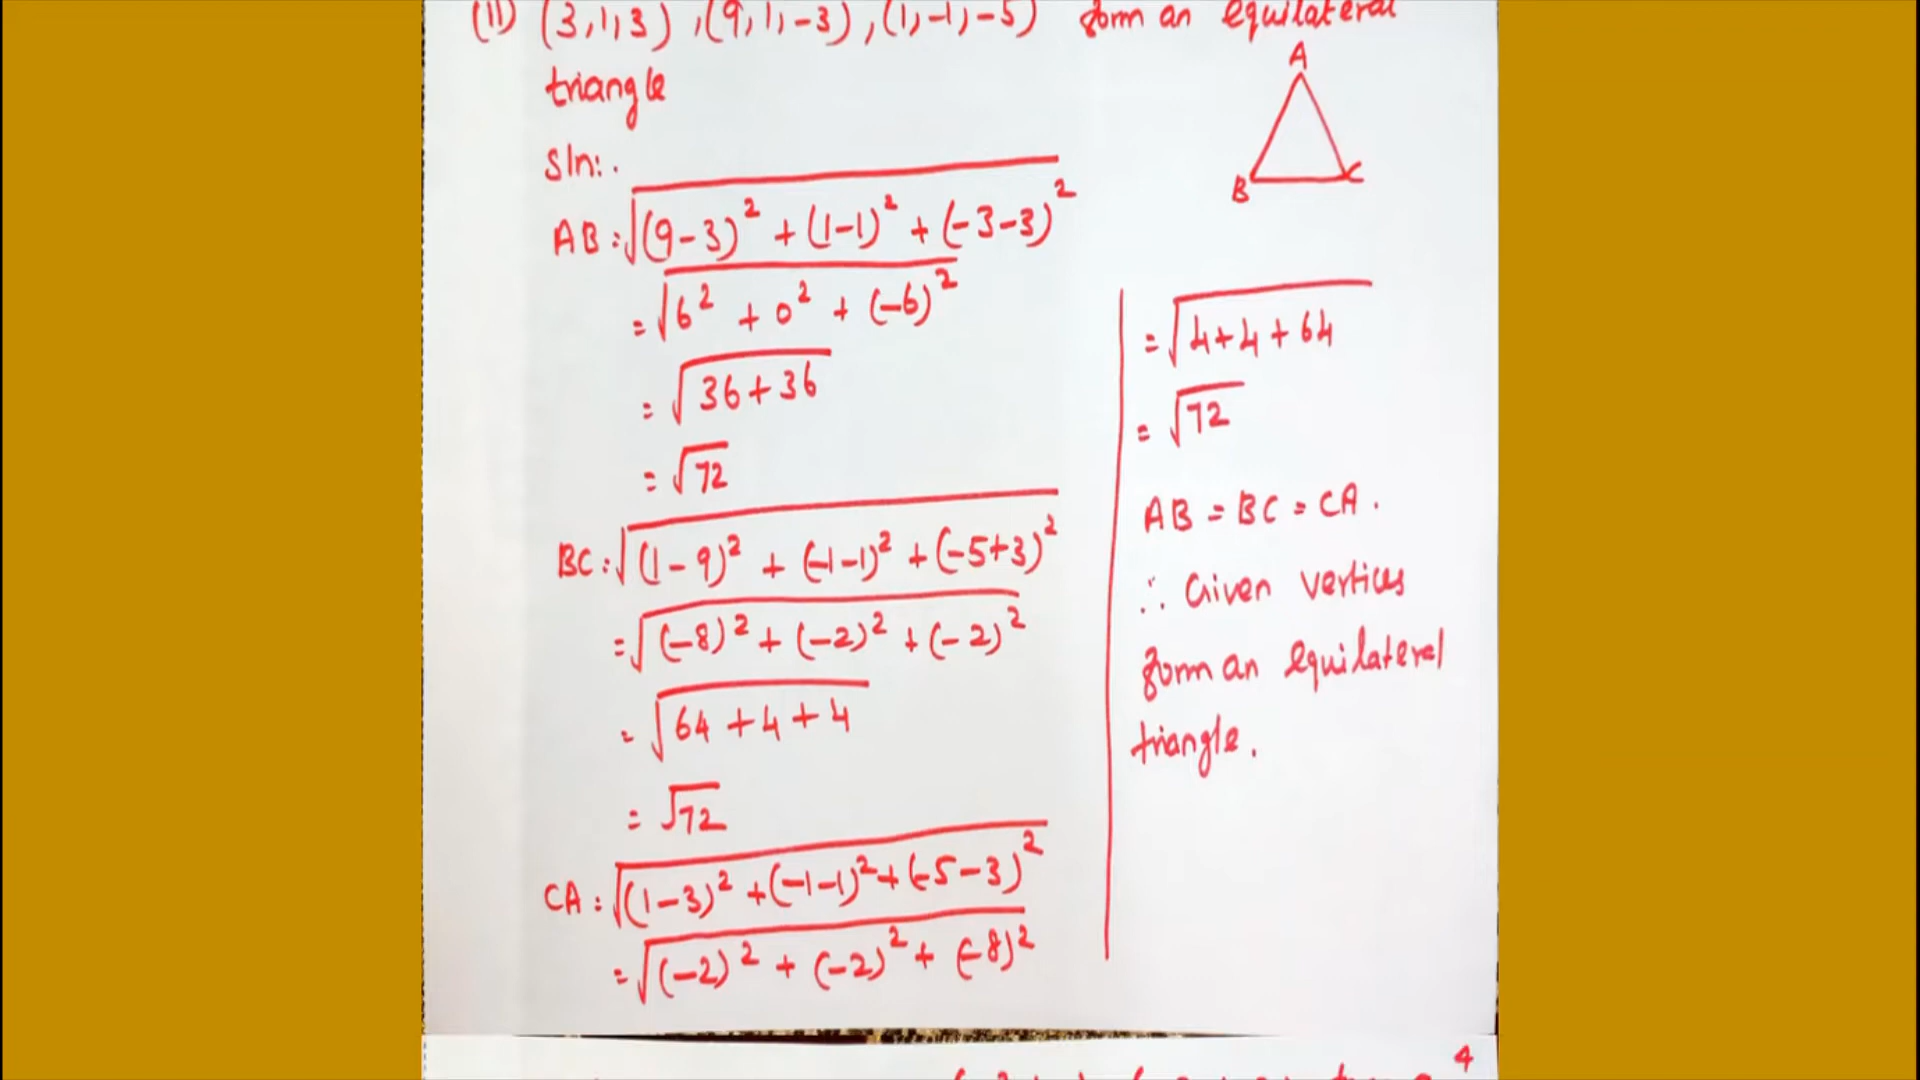 (ii) (3,1,3), (9,1,-3), (1,-1,-5) form an equilateral
triangle
A
B
C
Sln:.
AB = √((9-3)² + (1-1)² + (-3-3)²)
= √(6² + 0² + (-6)²)
= √(36+36)
= √72
BC = √((1-9)² + (-1-1)² + (-5+3)²)
= √((-8)² + (-2)² + (-2)²)
= √(64+4+4)
= √72
CA = √((1-3)² + (-1-1)² + (-5-3)²)
= √((-2)² + (-2)² + (-8)²)
= √(4+4+64)
= √72
AB = BC = CA.
∴ Given vertices
form an equilateral
triangle.
4